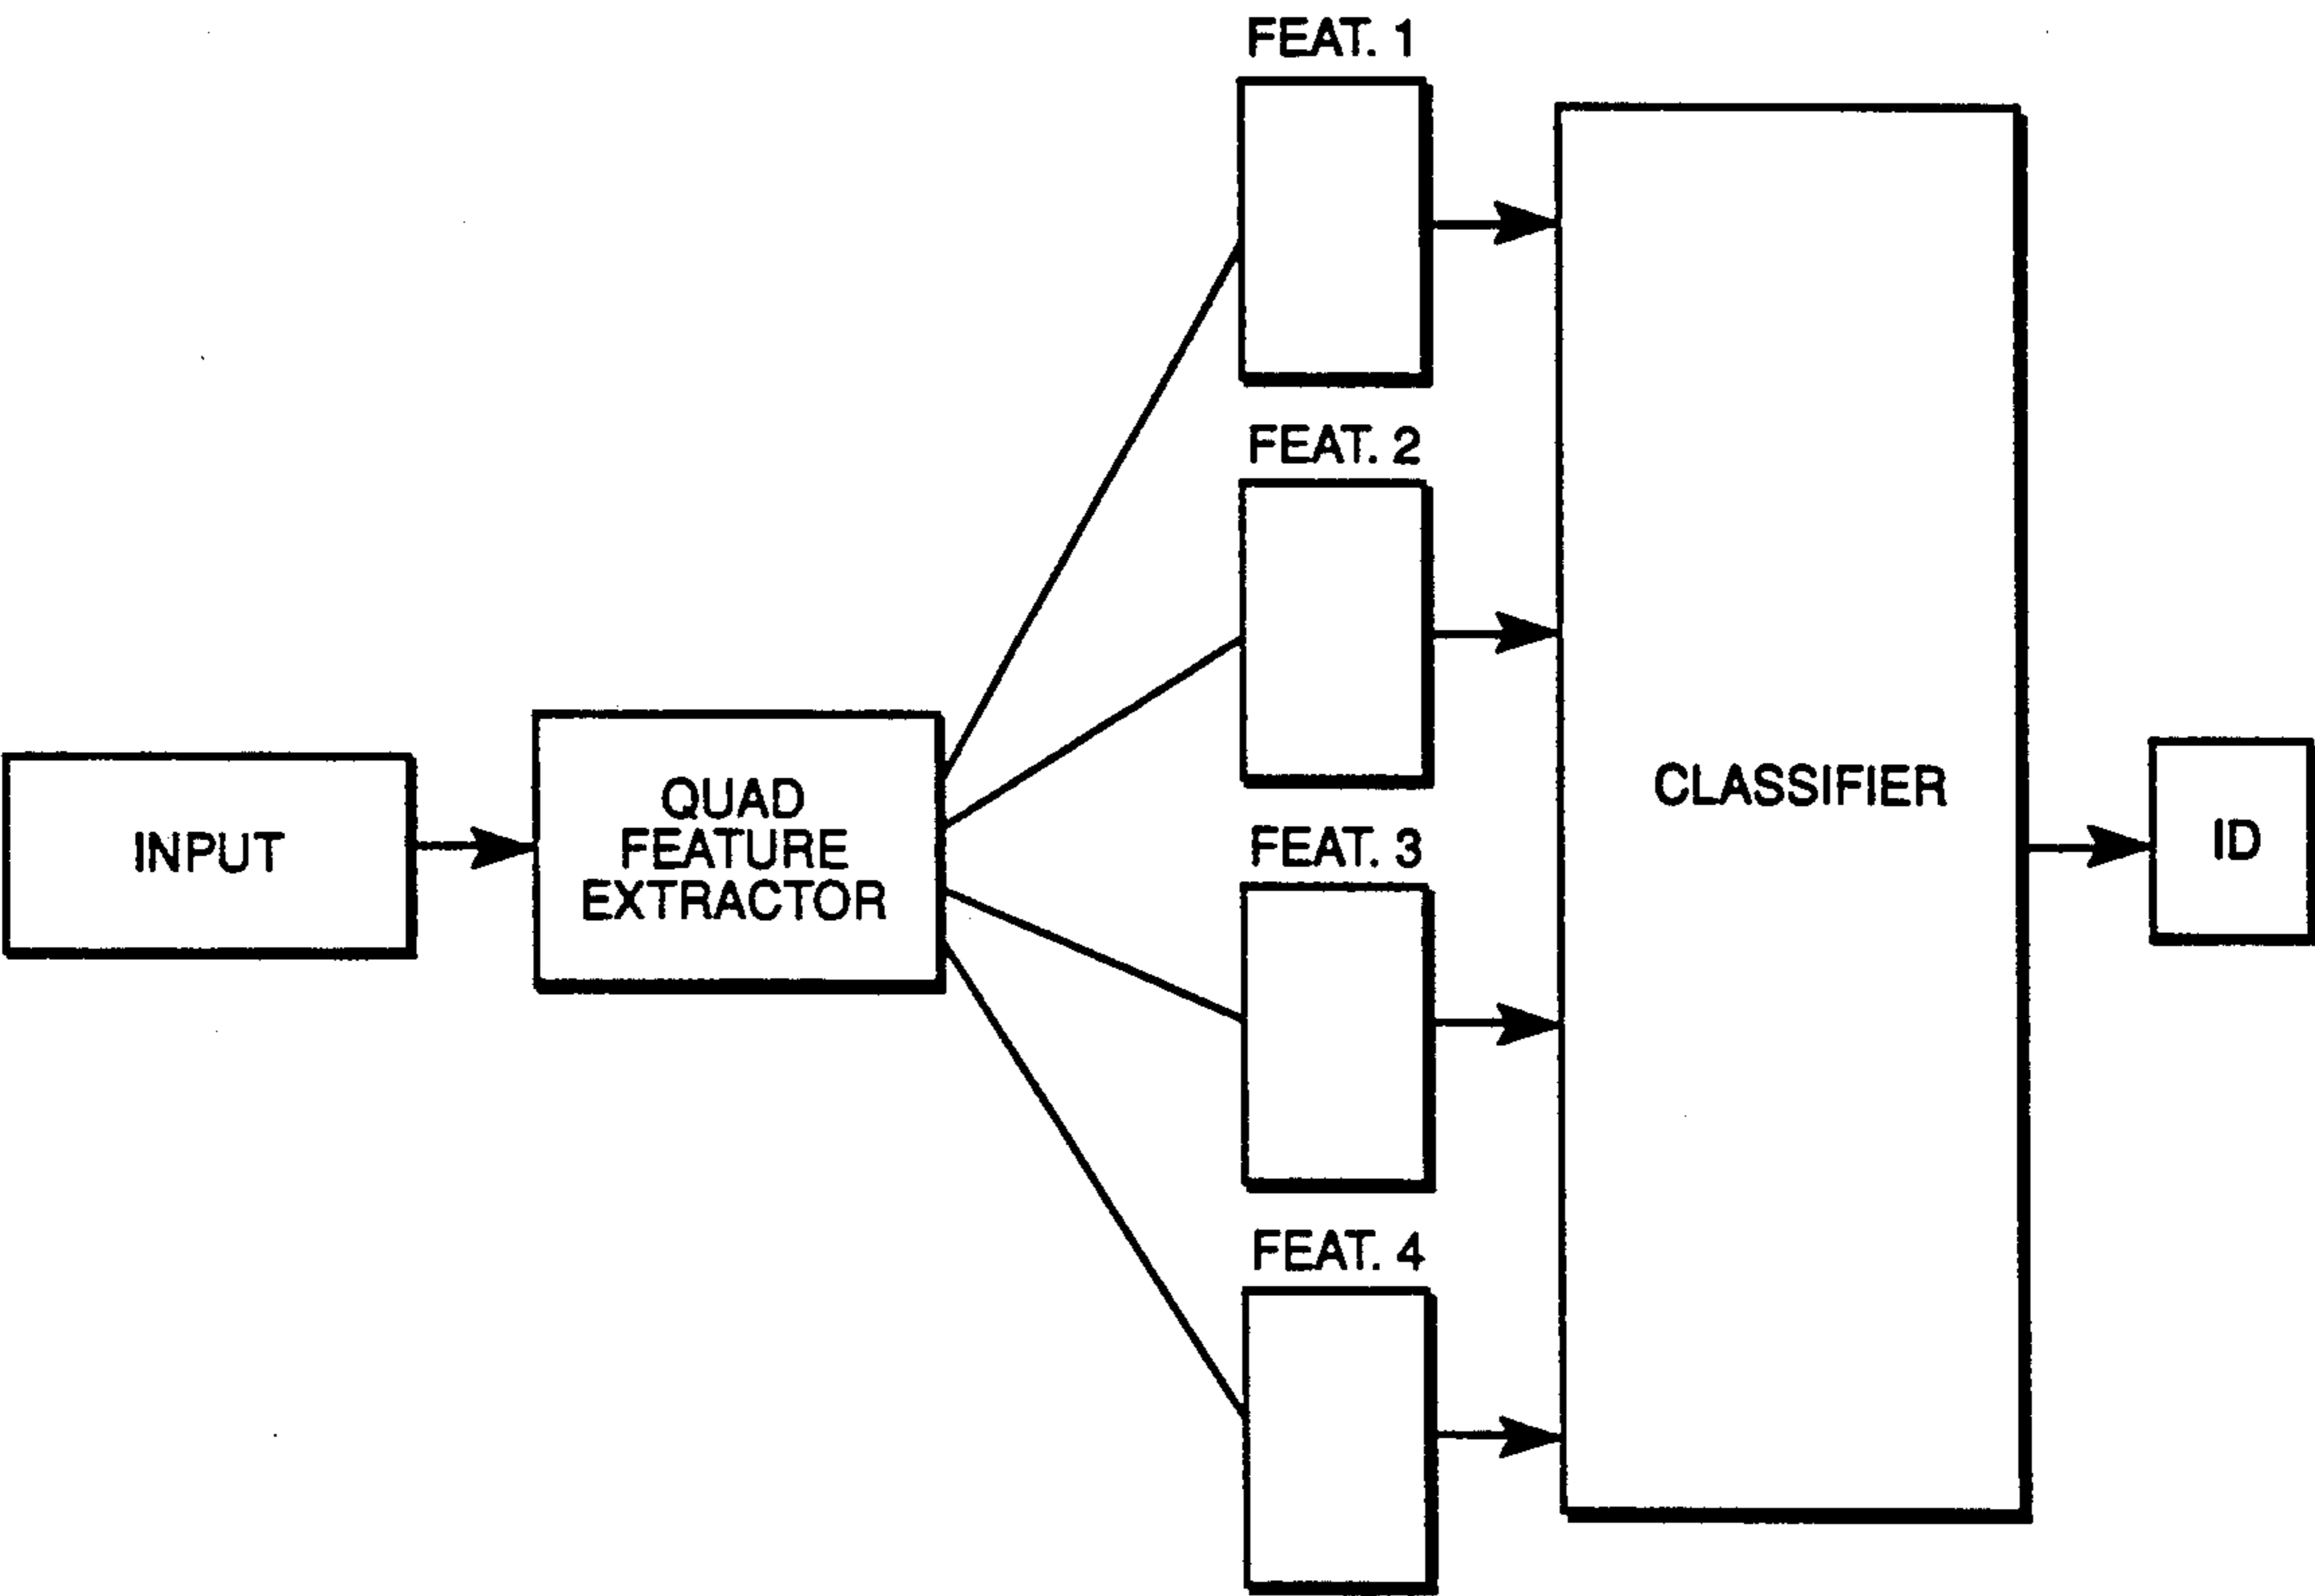 FEAT. 1
FEAT. 2
INPUT
QUAD
FEATURE
EXTRACTOR
FEAT. 3
CLASSIFIER
ID
FEAT. 4